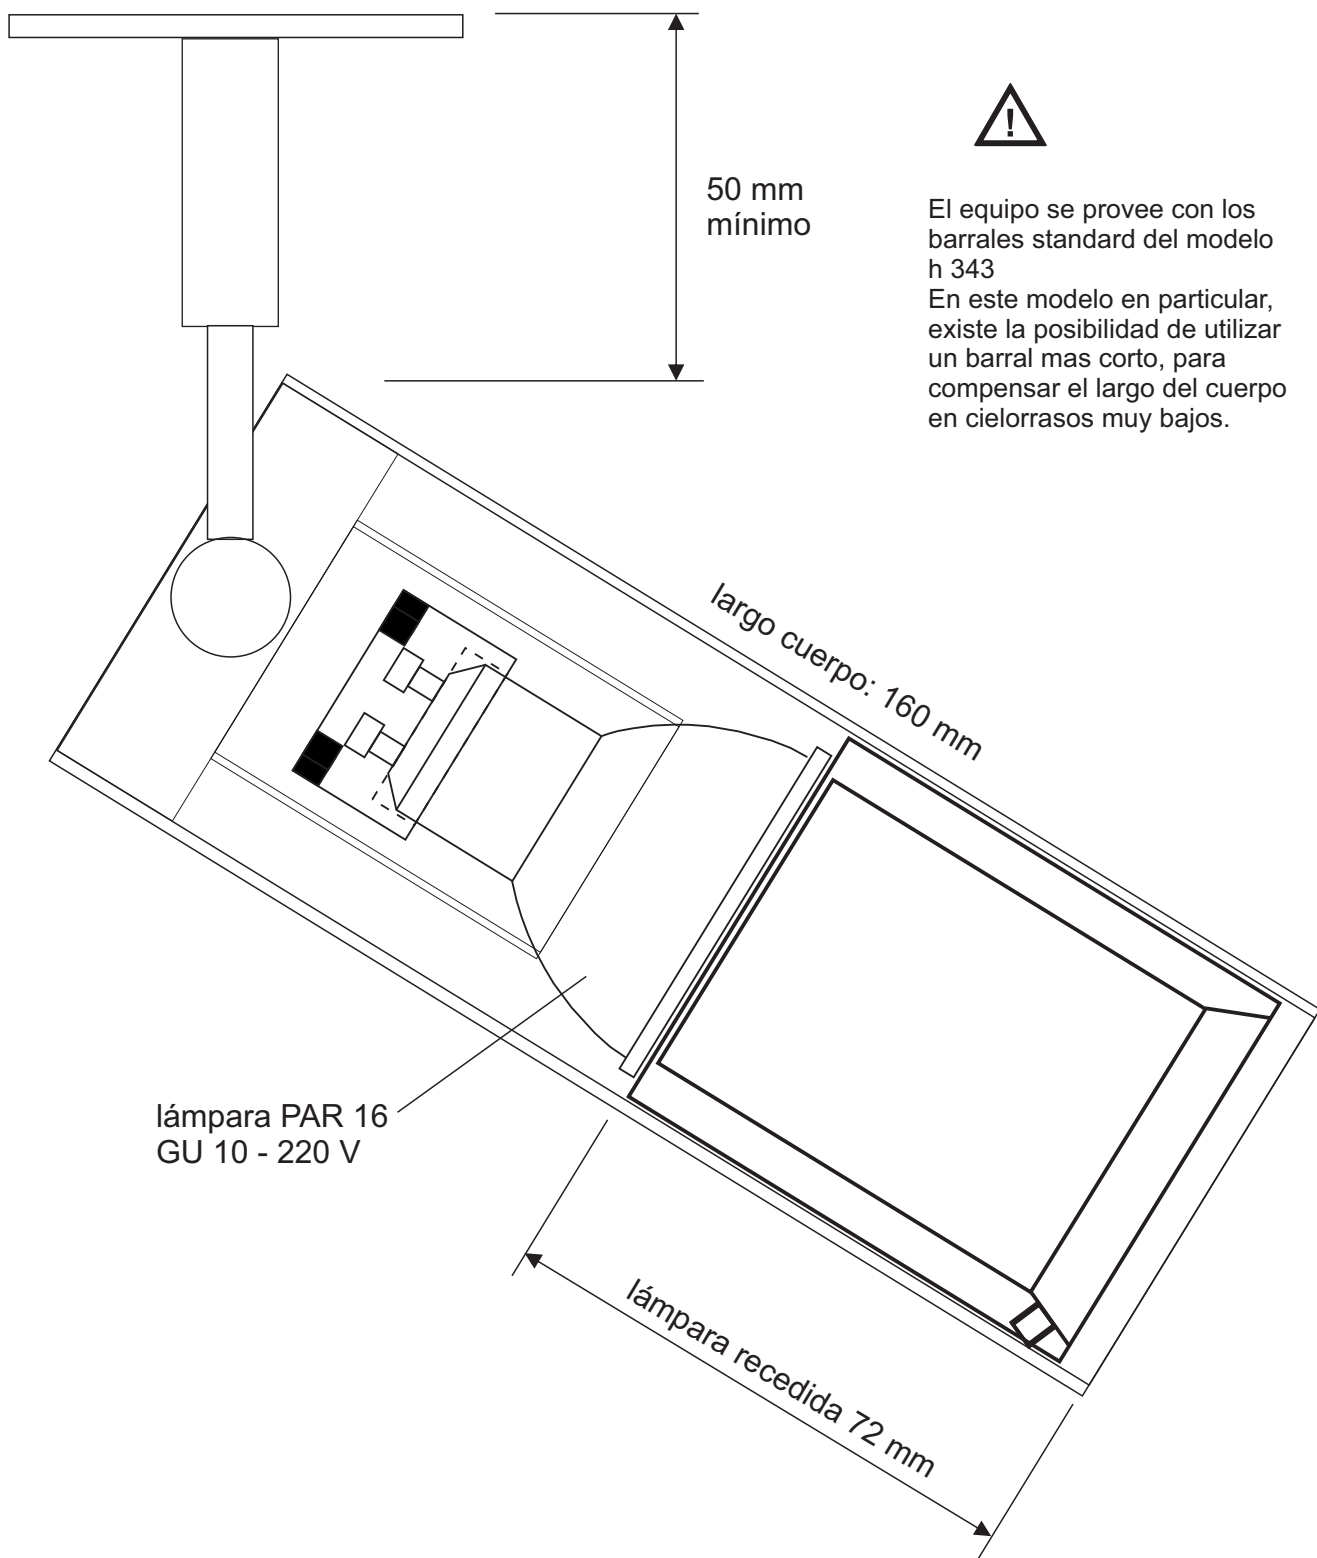 50 mm
mínimo
!
El equipo se provee con los
barrales standard del modelo
h 343
En este modelo en particular,
existe la posibilidad de utilizar
un barral mas corto, para
compensar el largo del cuerpo
en cielorrasos muy bajos.
largo cuerpo: 160 mm
lámpara PAR 16
GU 10 - 220 V
lámpara recedida 72 mm